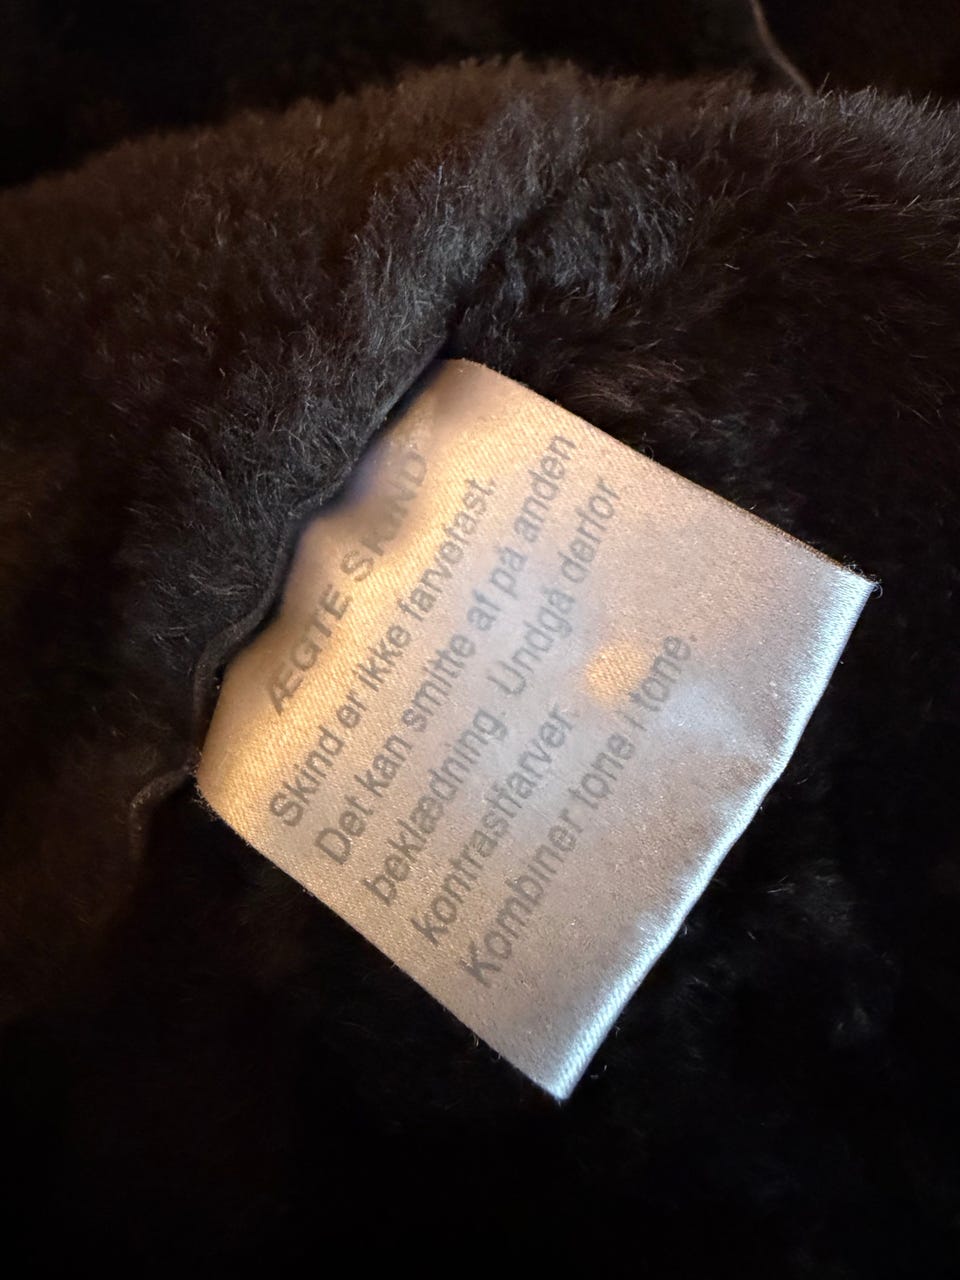 ÆGTE SKIND
Skind er ikke farvefast.
Det kan smitte af på anden
beklædning. Undgå derfor
kontrastfarver.
Kombiner tone i tone.